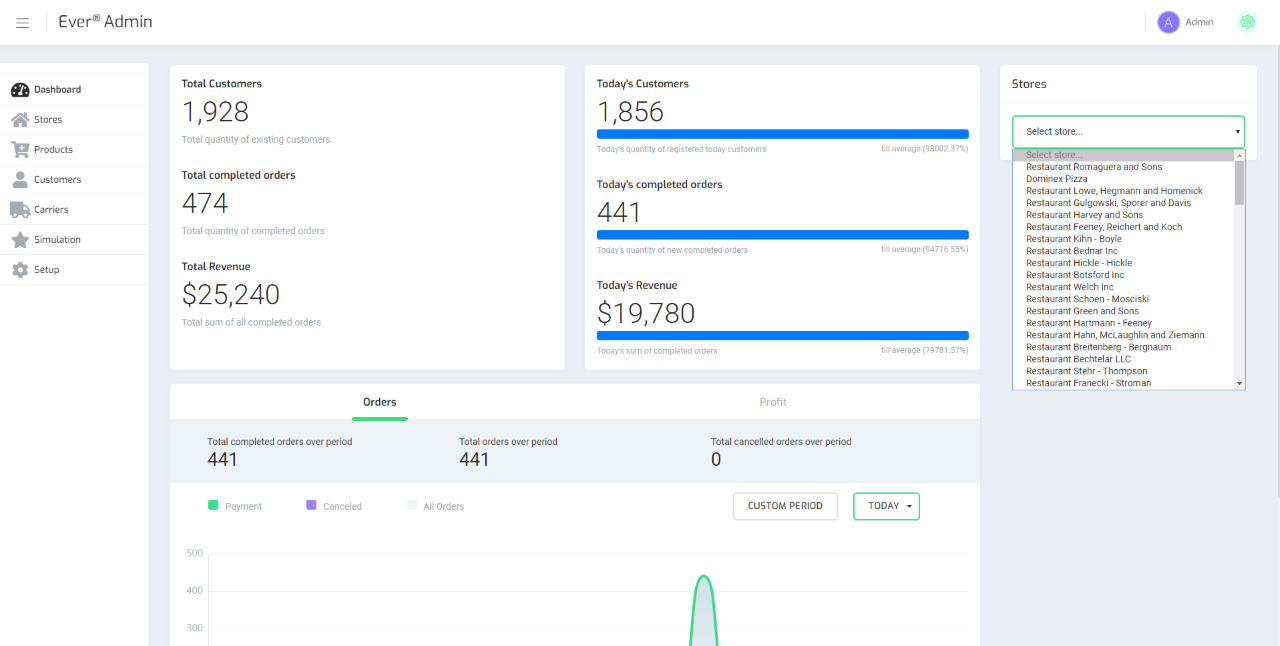 Ever® Admin
A Admin
Dashboard
Stores
Products
Customers
Carriers
Simulation
Setup
Total Customers
1,928
Total quantity of existing customers
Total completed orders
474
Total quantity of completed orders
Total Revenue
$25,240
Total sum of all completed orders
Today's Customers
1,856
Today's quantity of registered today customers till average (98002.37%)
Today's completed orders
441
Today's quantity of new completed orders till average (94716.55%)
Today's Revenue
$19,780
Today's sum of completed orders till average (79781.57%)
Stores
Select store...
Select store...
Restaurant Romaguera and Sons
Dominex Pizza
Restaurant Lowe, Hegmann and Homenick
Restaurant Gulgowski, Sporer and Davis
Restaurant Harvey and Sons
Restaurant Feeney, Reichert and Koch
Restaurant Kihn - Boyle
Restaurant Bednar Inc
Restaurant Hickle - Hickle
Restaurant Botsford Inc
Restaurant Welch Inc
Restaurant Schoen - Mosciski
Restaurant Green and Sons
Restaurant Hartmann - Feeney
Restaurant Hahn, McLaughlin and Ziemann
Restaurant Breitenberg - Bergnaum
Restaurant Bechtelar LLC
Restaurant Stehr - Thompson
Restaurant Franecki - Stroman
Orders Profit
Total completed orders over period Total orders over period Total cancelled orders over period
441 441 0
Payment Canceled All Orders CUSTOM PERIOD TODAY
500
400
300